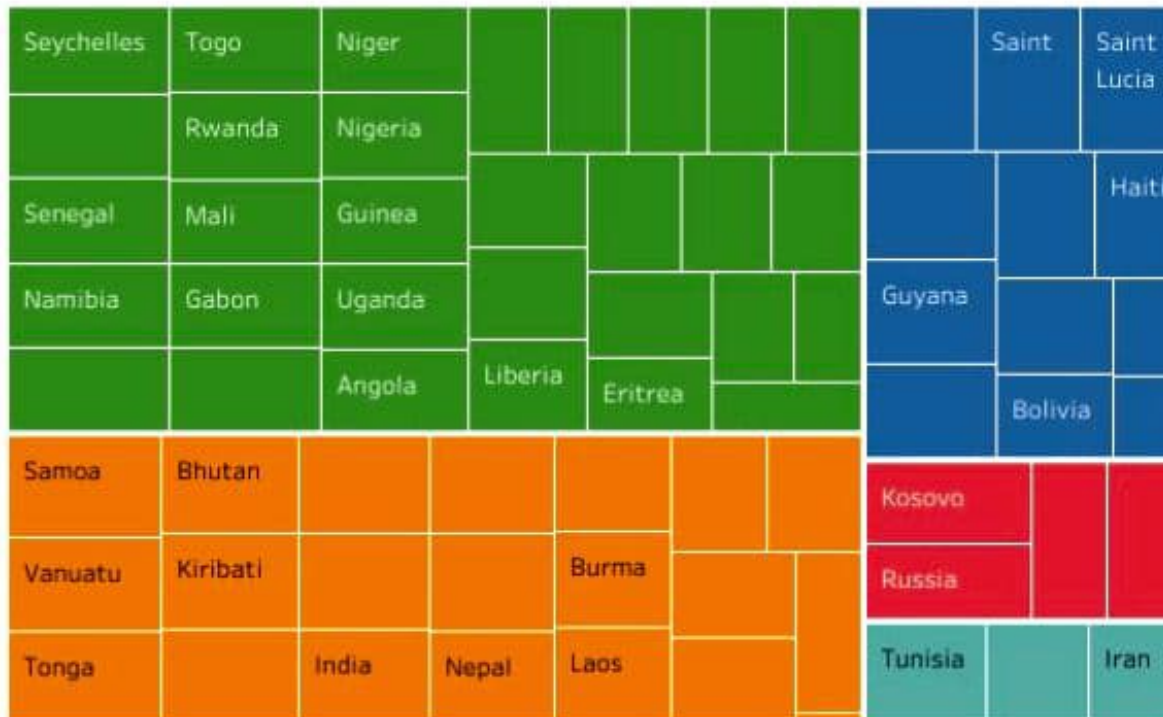 Seychelles
Togo
Niger
Saint
Saint
Lucia
Rwanda
Nigeria
Senegal
Mali
Guinea
Haiti
Namibia
Gabon
Uganda
Guyana
Angola
Liberia
Eritrea
Bolivia
Samoa
Bhutan
Kosovo
Vanuatu
Kiribati
Burma
Russia
Tonga
India
Nepal
Laos
Tunisia
Iran